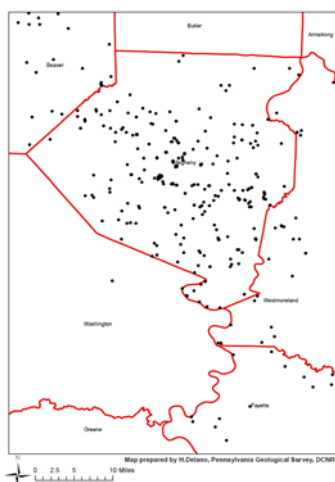 Butler
Armstrong
Beaver
Allegheny
Westmoreland
Washington
Fayette
Greene
Map prepared by H.Delano, Pennsylvania Geological Survey, DCNR
N
0 2.5 5 10 Miles